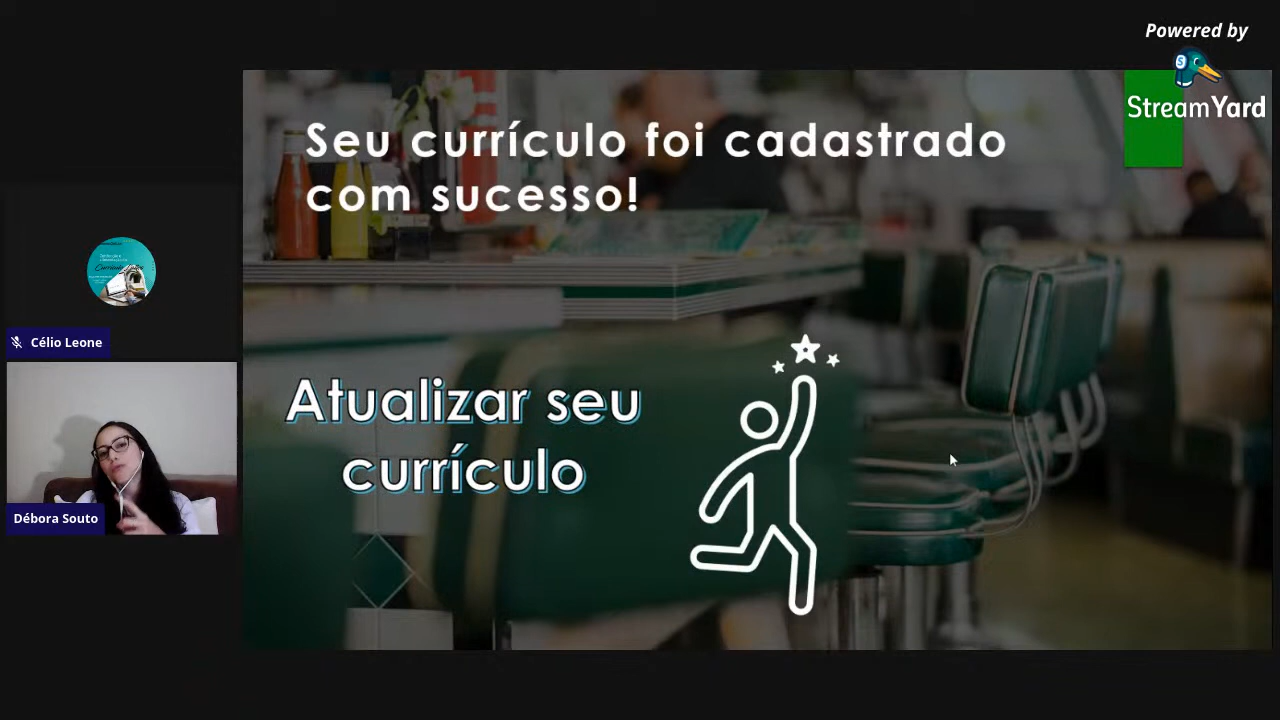 Powered by
StreamYard
Seu currículo foi cadastrado
com sucesso!
Célio Leone
Atualizar seu
currículo
Débora Souto